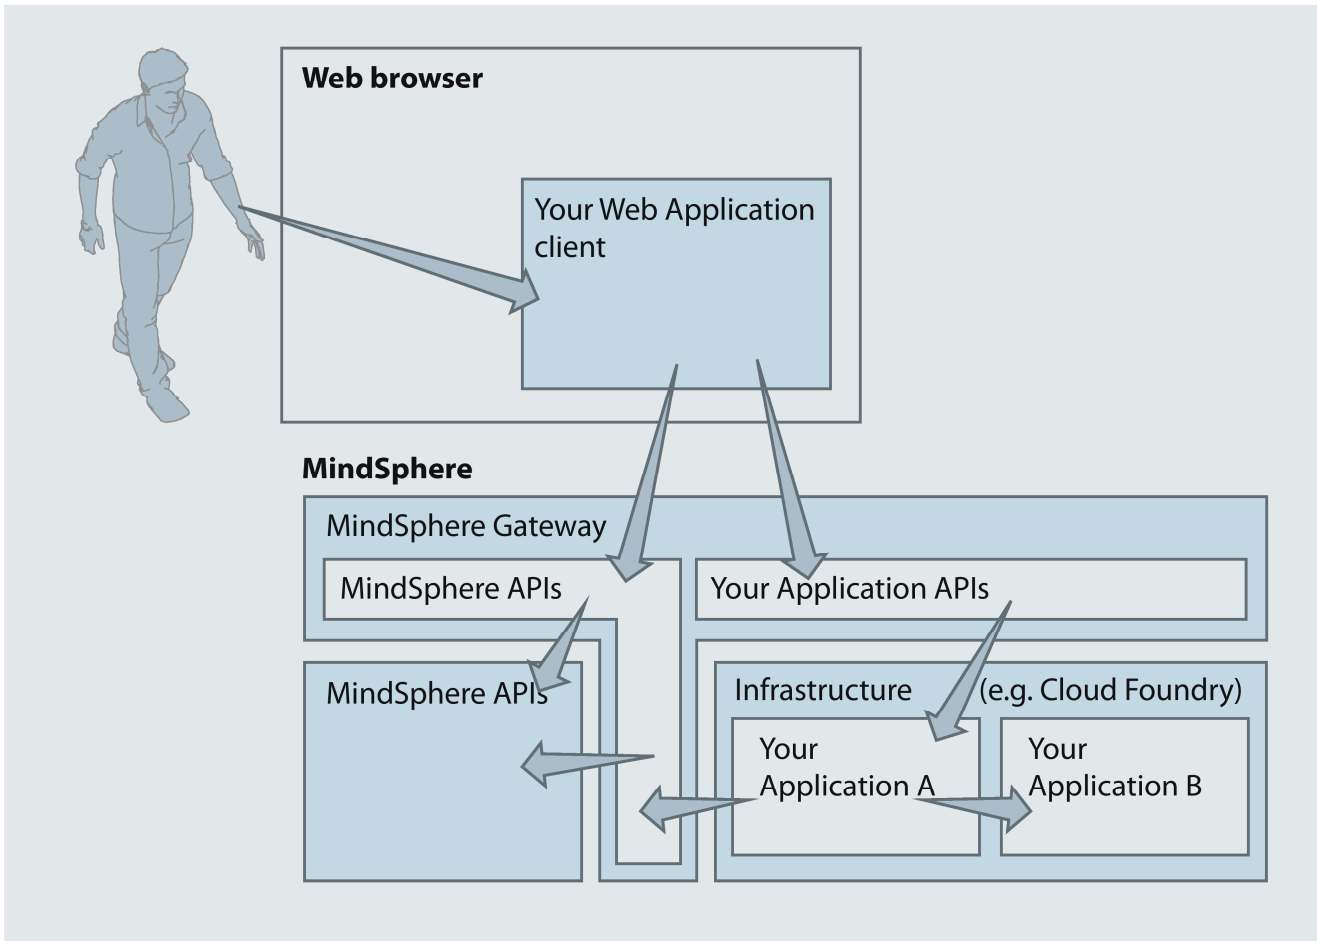 Web browser
Your Web Application
client
MindSphere
MindSphere Gateway
MindSphere APIs
Your Application APIs
MindSphere APIs
Infrastructure (e.g. Cloud Foundry)
Your
Application A
Your
Application B